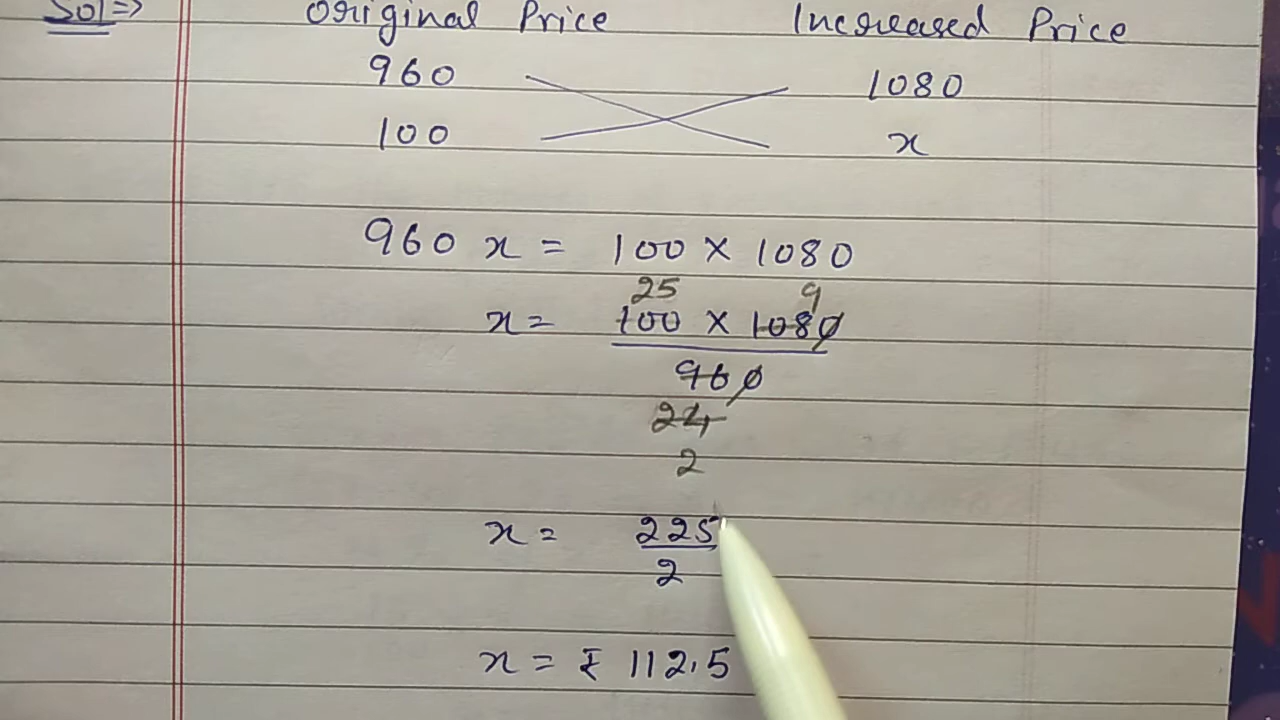 Sol⇒ Original Price Increased Price
960 1080
100 x
960 x = 100 × 1080
25 9
x = 100 × 1080
960
24
2
x = 225
2
x = ₹ 112.5